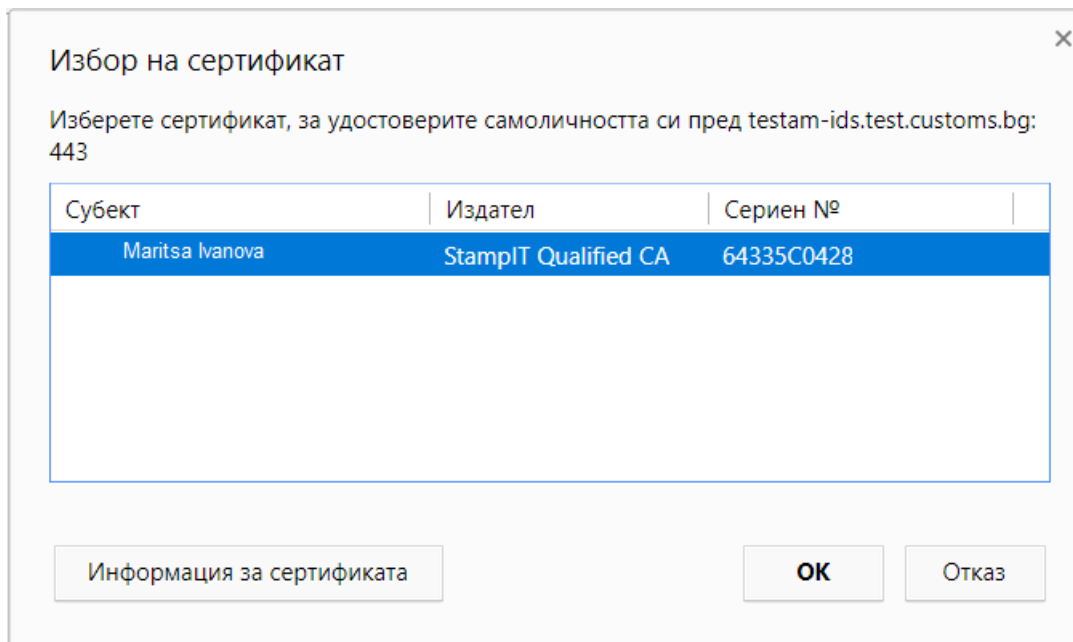 Избор на сертификат
Изберете сертификат, за удостоверите самоличността си пред testam-ids.test.customs.bg:
443
Субект Издател Сериен №
Maritsa Ivanova StampIT Qualified CA 64335C0428
Информация за сертификата ОК Отказ